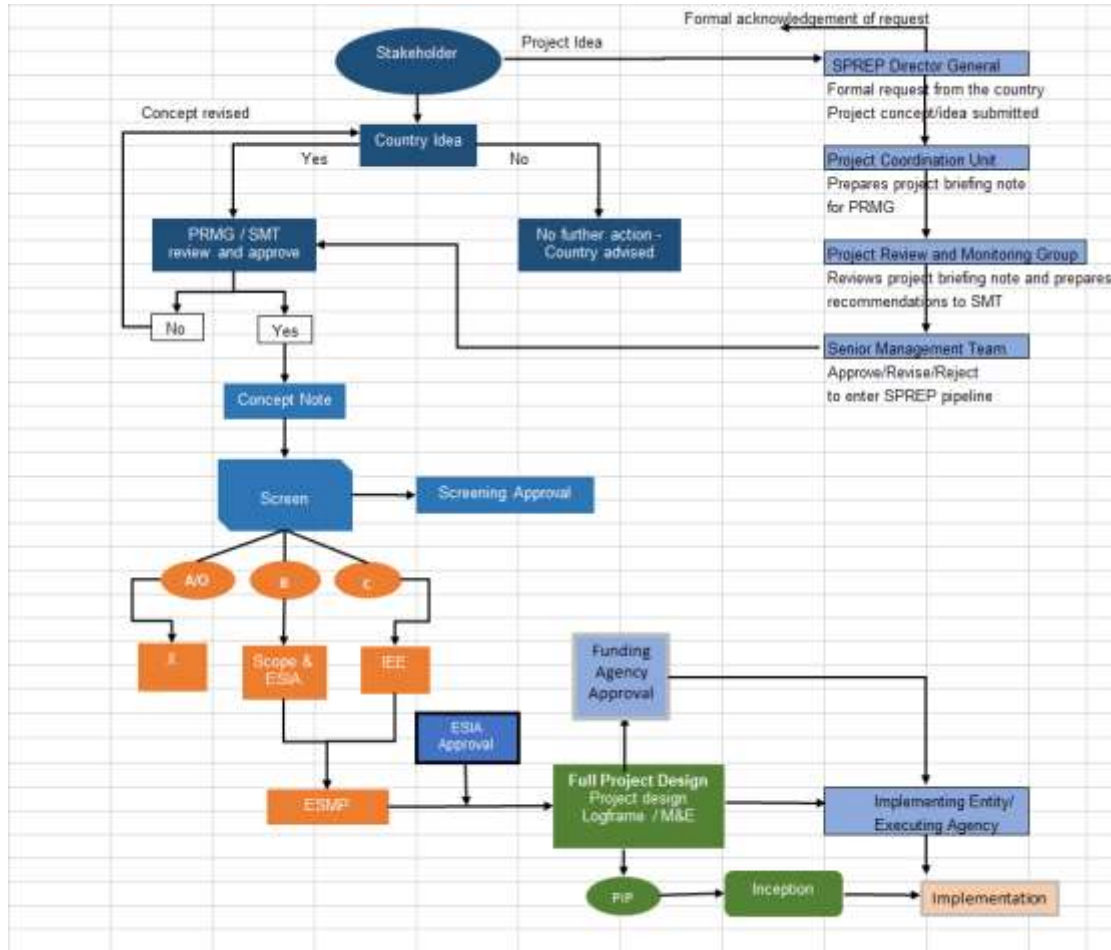 Formal acknowledgement of request
Stakeholder
Project Idea
SPREP Director General
Formal request from the country
Project concept/idea submitted
Concept revised
Country Idea
Yes
No
Project Coordination Unit
Prepares project briefing note
for PRMG
PRMG / SMT
review and approve
No further action -
Country advised
Project Review and Monitoring Group
Reviews project briefing note and prepares
recommendations to SMT
No
Yes
Senior Management Team
Approve/Revise/Reject
to enter SPREP pipeline
Concept Note
Screen
Screening Approval
B
C
Scope &
ESIA
IEE
Funding
Agency
Approval
ESIA
Approval
ESMP
Full Project Design
Project design
Logframe / M&E
Implementing Entity/
Executing Agency
PIP
Inception
Implementation